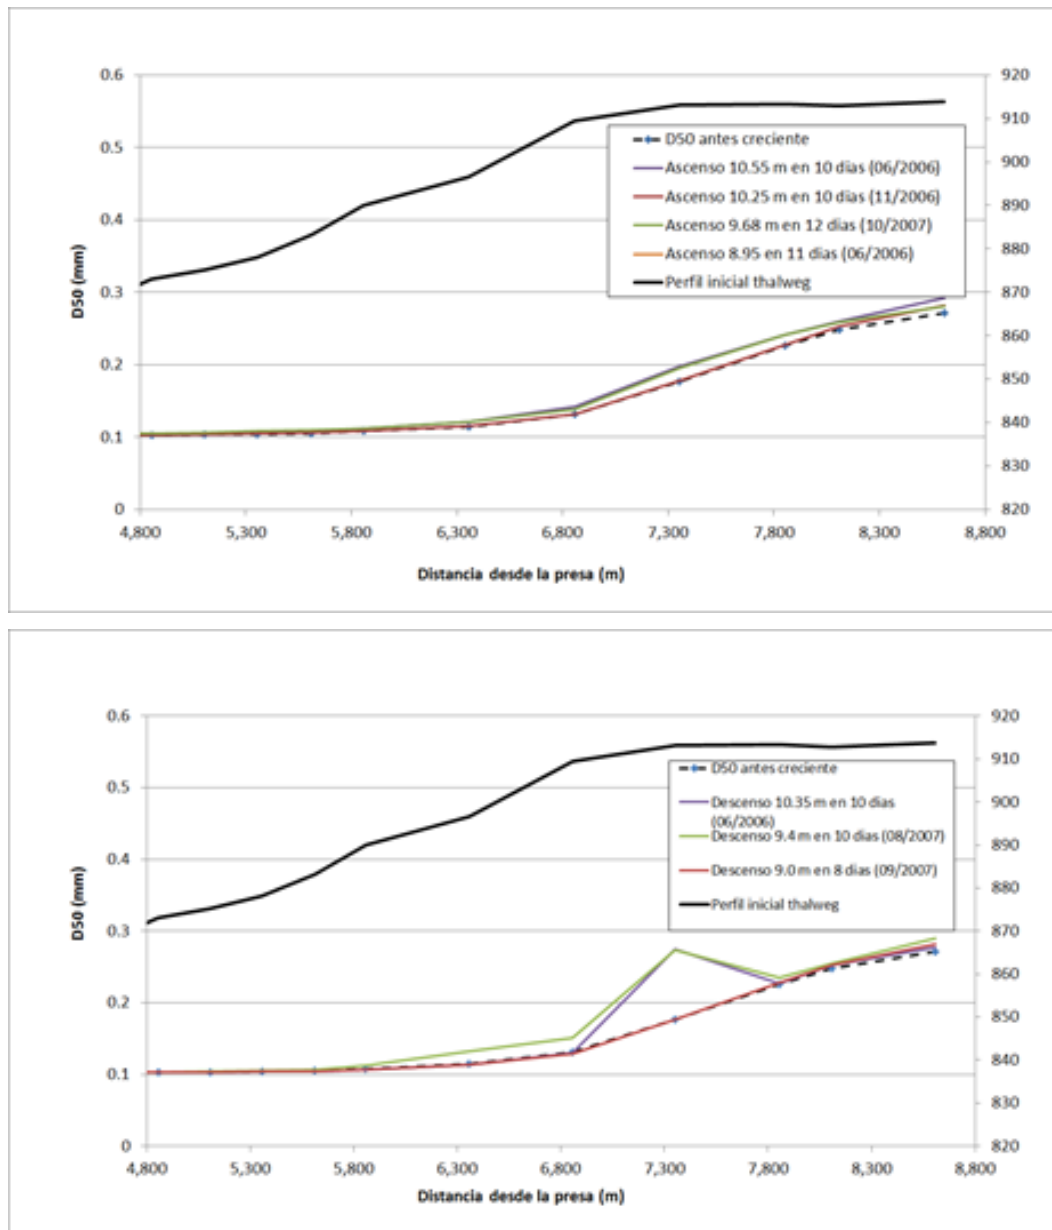 0.6
0.5
0.4
0.3
0.2
0.1
0
D50 (mm)
920
910
900
890
880
870
860
850
840
830
820
D50 antes creciente
Ascenso 10.55 m en 10 dias (06/2006)
Ascenso 10.25 m en 10 dias (11/2006)
Ascenso 9.68 m en 12 dias (10/2007)
Ascenso 8.95 en 11 dias (06/2006)
Perfil inicial thalweg
4,800 5,300 5,800 6,300 6,800 7,300 7,800 8,300 8,800
Distancia desde la presa (m)
0.6
0.5
0.4
0.3
0.2
0.1
0
D50 (mm)
920
910
900
890
880
870
860
850
840
830
820
D50 antes creciente
Descenso 10.35 m en 10 dias
(06/2006)
Descenso 9.4 m en 10 dias (08/2007)
Descenso 9.0 m en 8 dias (09/2007)
Perfil inicial thalweg
4,800 5,300 5,800 6,300 6,800 7,300 7,800 8,300 8,800
Distancia desde la presa (m)